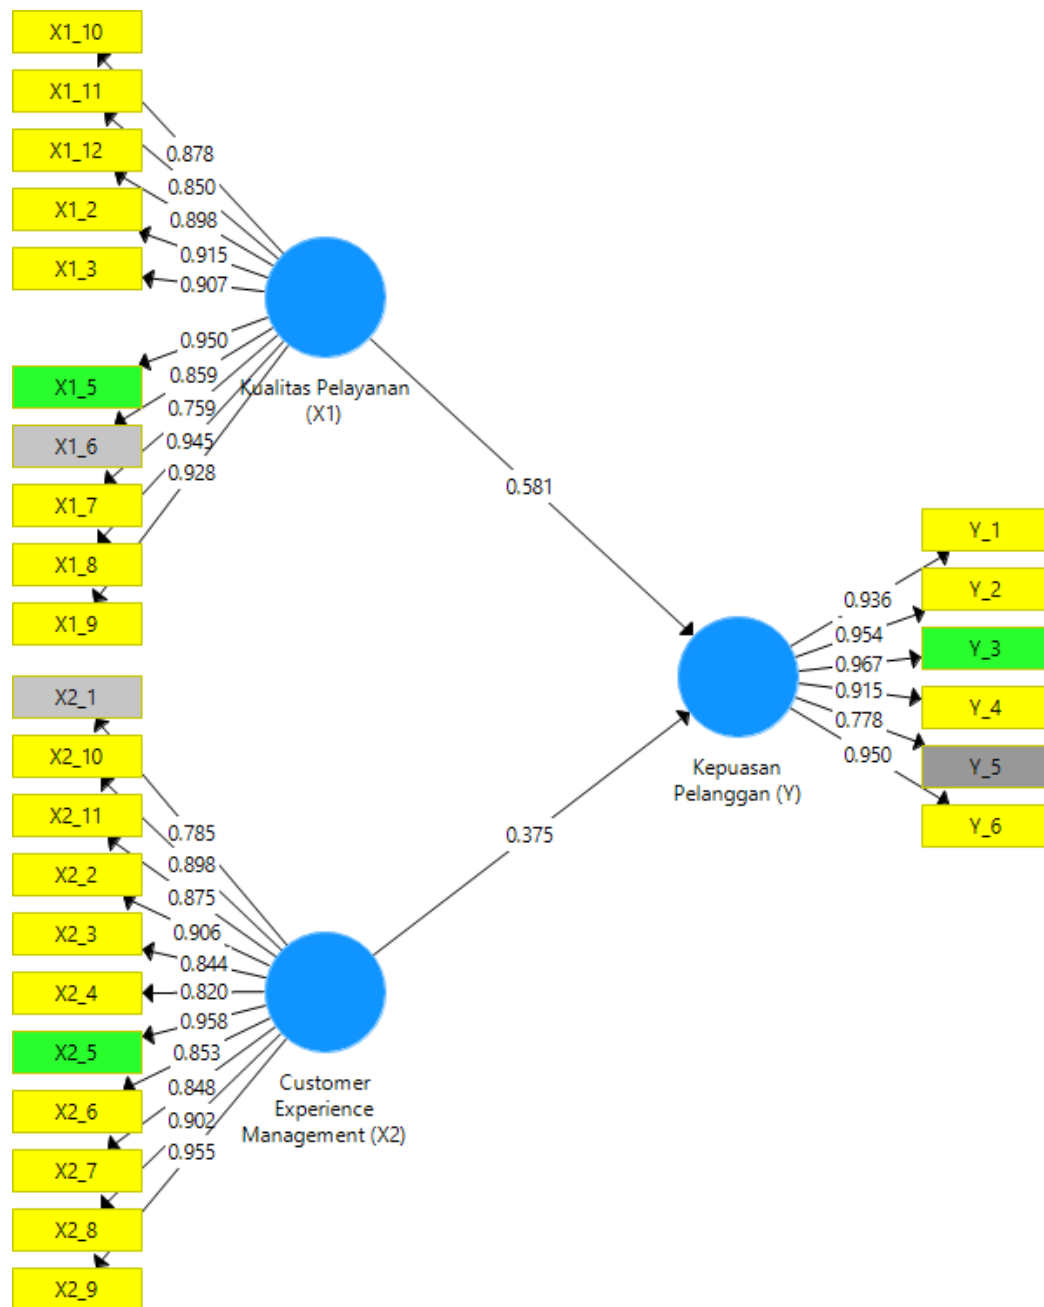 X1_10
X1_11
X1_12
X1_2
X1_3
X1_5
X1_6
X1_7
X1_8
X1_9
0.878
0.850
0.898
0.915
0.907
0.950
0.859
0.759
0.945
0.928
Kualitas Pelayanan
(X1)
0.581
X2_1
X2_10
X2_11
X2_2
X2_3
X2_4
X2_5
X2_6
X2_7
X2_8
X2_9
0.785
0.898
0.875
0.906
0.844
0.820
0.958
0.853
0.848
0.902
0.955
Customer
Experience
Management (X2)
0.375
Kepuasan
Pelanggan (Y)
0.936
0.954
0.967
0.915
0.778
0.950
Y_1
Y_2
Y_3
Y_4
Y_5
Y_6